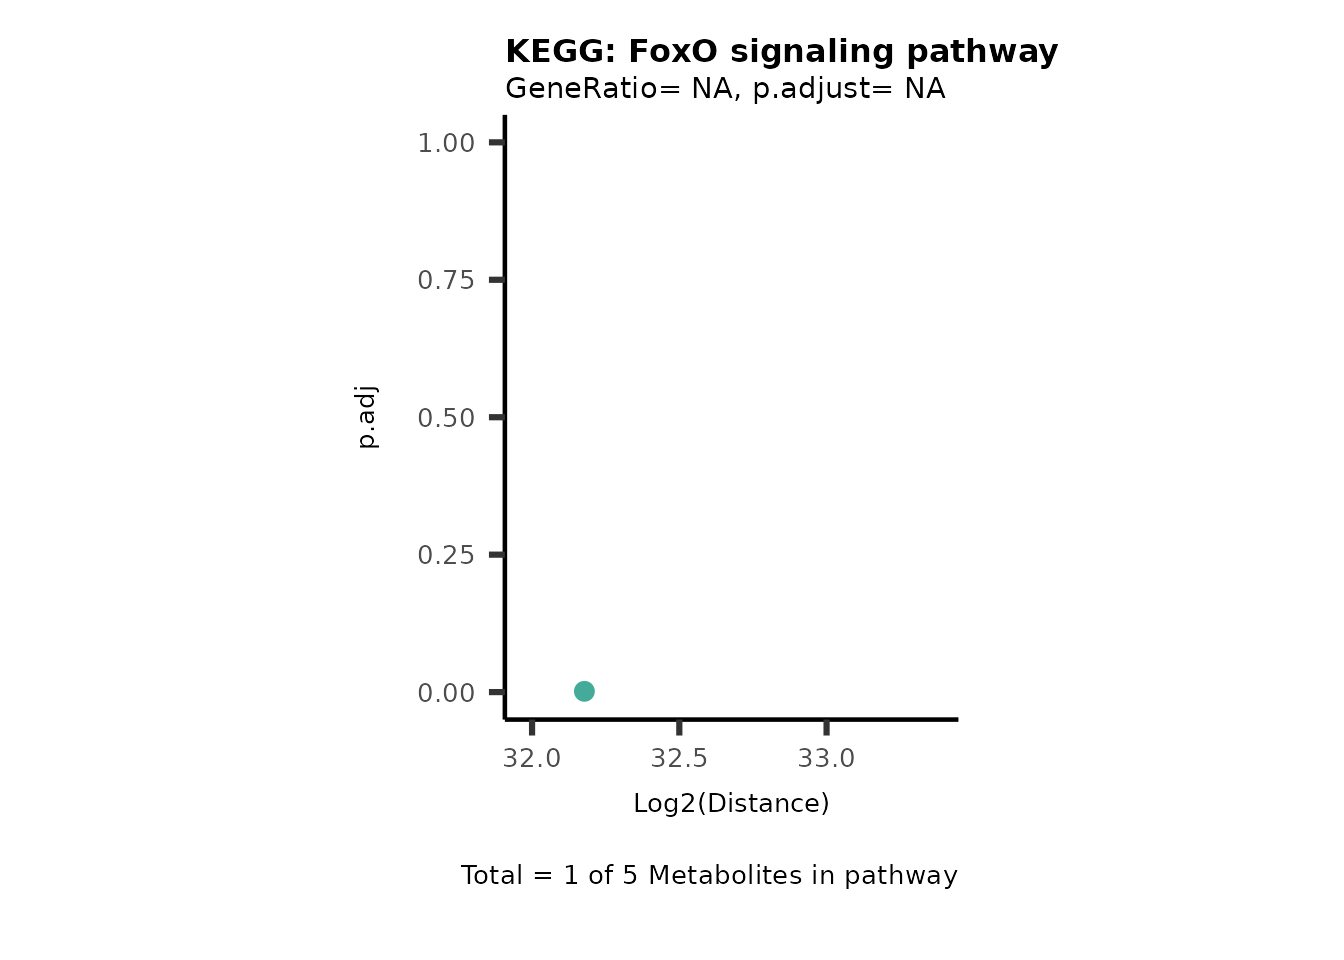 KEGG: FoxO signaling pathway
GeneRatio= NA, p.adjust= NA
1.00
0.75
p.adj
0.50
0.25
0.00
32.0 32.5 33.0
Log2(Distance)
Total = 1 of 5 Metabolites in pathway